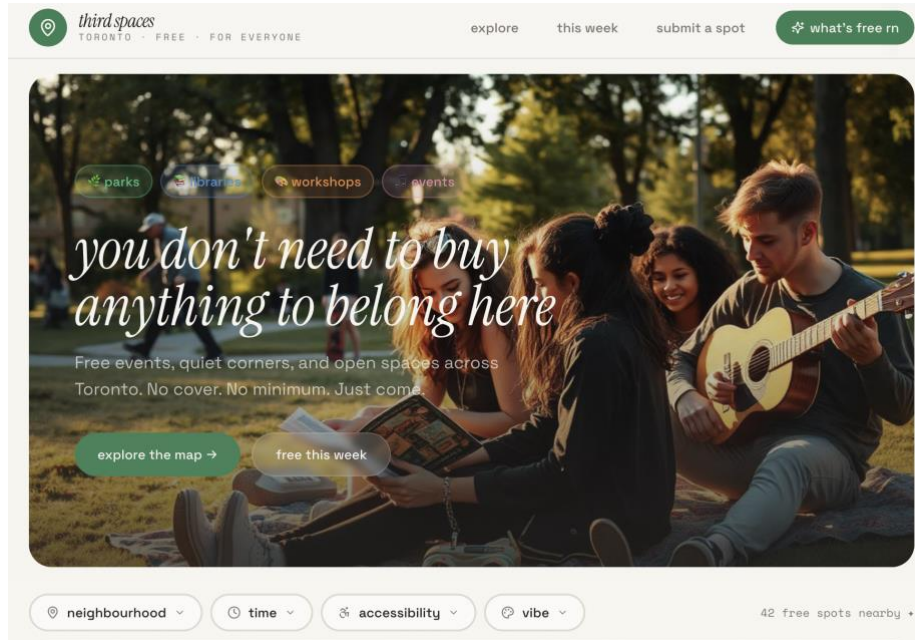 third spaces
TORONTO · FREE · FOR EVERYONE
explore
this week
submit a spot
what's free rn
parks
libraries
workshops
events
you don't need to buy
anything to belong here
Free events, quiet corners, and open spaces across
Toronto. No cover. No minimum. Just come.
explore the map →
free this week
neighbourhood
time
accessibility
vibe
42 free spots nearby